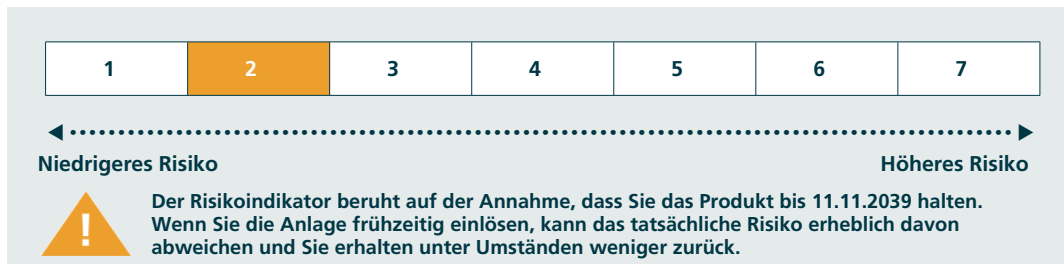 1 2 3 4 5 6 7
Niedrigeres Risiko Höheres Risiko
! Der Risikoindikator beruht auf der Annahme, dass Sie das Produkt bis 11.11.2039 halten.
Wenn Sie die Anlage frühzeitig einlösen, kann das tatsächliche Risiko erheblich davon
abweichen und Sie erhalten unter Umständen weniger zurück.